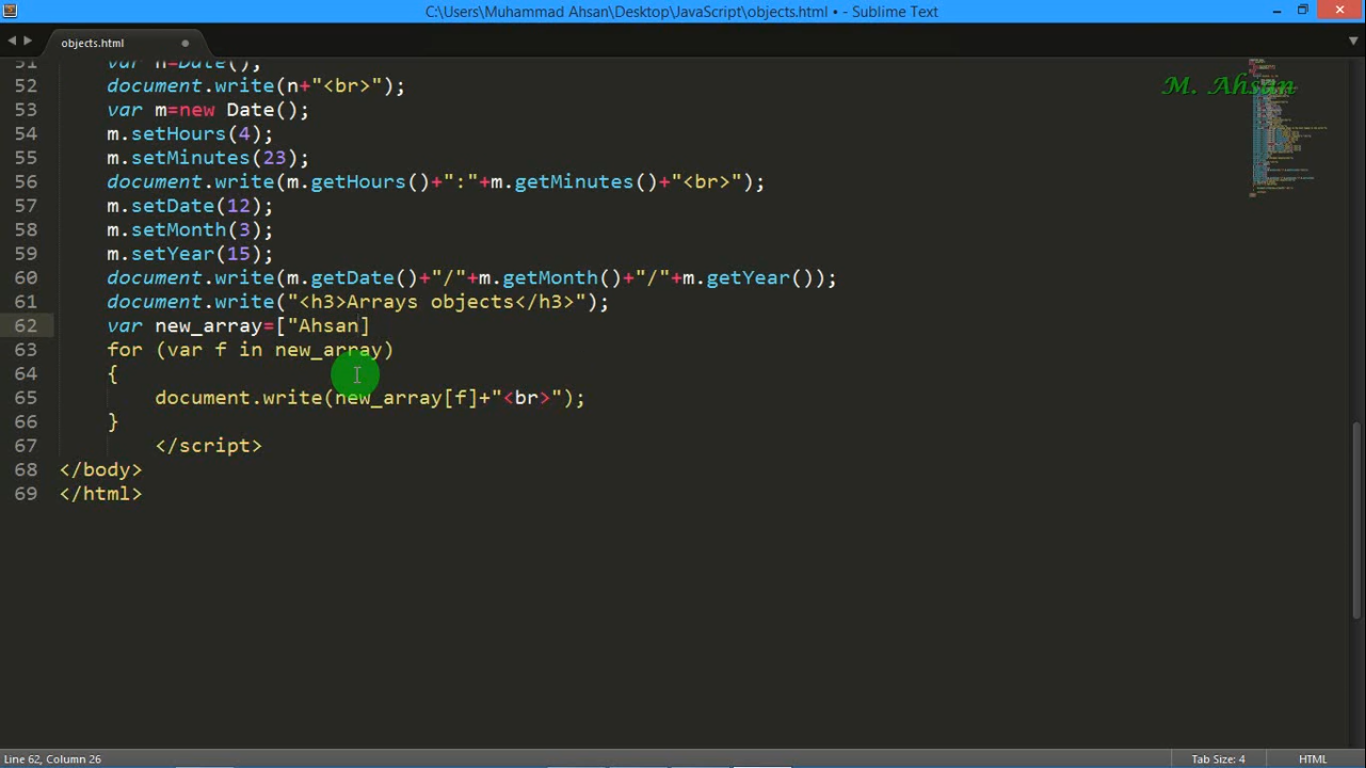 C:\Users\Muhammad Ahsan\Desktop\JavaScript\objects.html • - Sublime Text
objects.html
M. Ahsan
51 var n=Date();
52 document.write(n+"<br>");
53 var m=new Date();
54 m.setHours(4);
55 m.setMinutes(23);
56 document.write(m.getHours()+":"+m.getMinutes()+"<br>");
57 m.setDate(12);
58 m.setMonth(3);
59 m.setYear(15);
60 document.write(m.getDate()+"/"+m.getMonth()+"/"+m.getYear());
61 document.write("<h3>Arrays objects</h3>");
62 var new_array=["Ahsan]
63 for (var f in new_array)
64 {
65 document.write(new_array[f]+"<br>");
66 }
67 </script>
68 </body>
69 </html>
Line 62, Column 26
Tab Size: 4
HTML